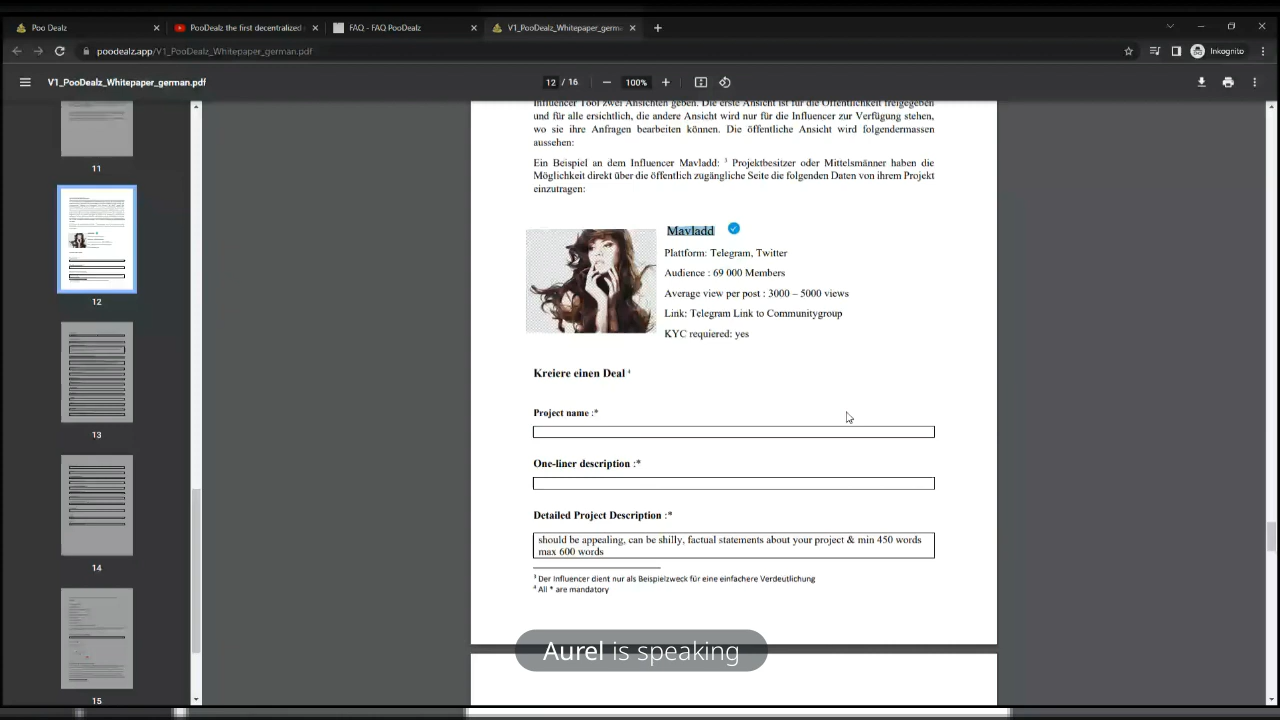 Poo Dealz
PooDealz the first decentralized
FAQ - FAQ PooDealz
V1_PooDealz_Whitepaper_germ
poodealz.app/V1_PooDealz_Whitepaper_german.pdf
Inkognito
V1_PooDealz_Whitepaper_german.pdf
12 / 16
100%
11
12
13
14
15
Influencer Tool zwei Ansichten geben. Die erste Ansicht ist für die Öffentlichkeit freigegeben
und für alle ersichtlich, die andere Ansicht wird nur für die Influencer zur Verfügung stehen,
wo sie ihre Anfragen bearbeiten können. Die öffentliche Ansicht wird folgendermassen
aussehen:
Ein Beispiel an dem Influencer Mavladd: 3 Projektbesitzer oder Mittelsmänner haben die
Möglichkeit direkt über die öffentlich zugängliche Seite die folgenden Daten von ihrem Projekt
einzutragen:
Mavladd
Plattform: Telegram, Twitter
Audience : 69 000 Members
Average view per post : 3000 – 5000 views
Link: Telegram Link to Communitygroup
KYC requiered: yes
Kreiere einen Deal 4
Project name :*
One-liner description :*
Detailed Project Description :*
should be appealing, can be shilly, factual statements about your project & min 450 words
max 600 words
3 Der Influencer dient nur als Beispielzweck für eine einfachere Verdeutlichung
4 All * are mandatory
Aurel is speaking